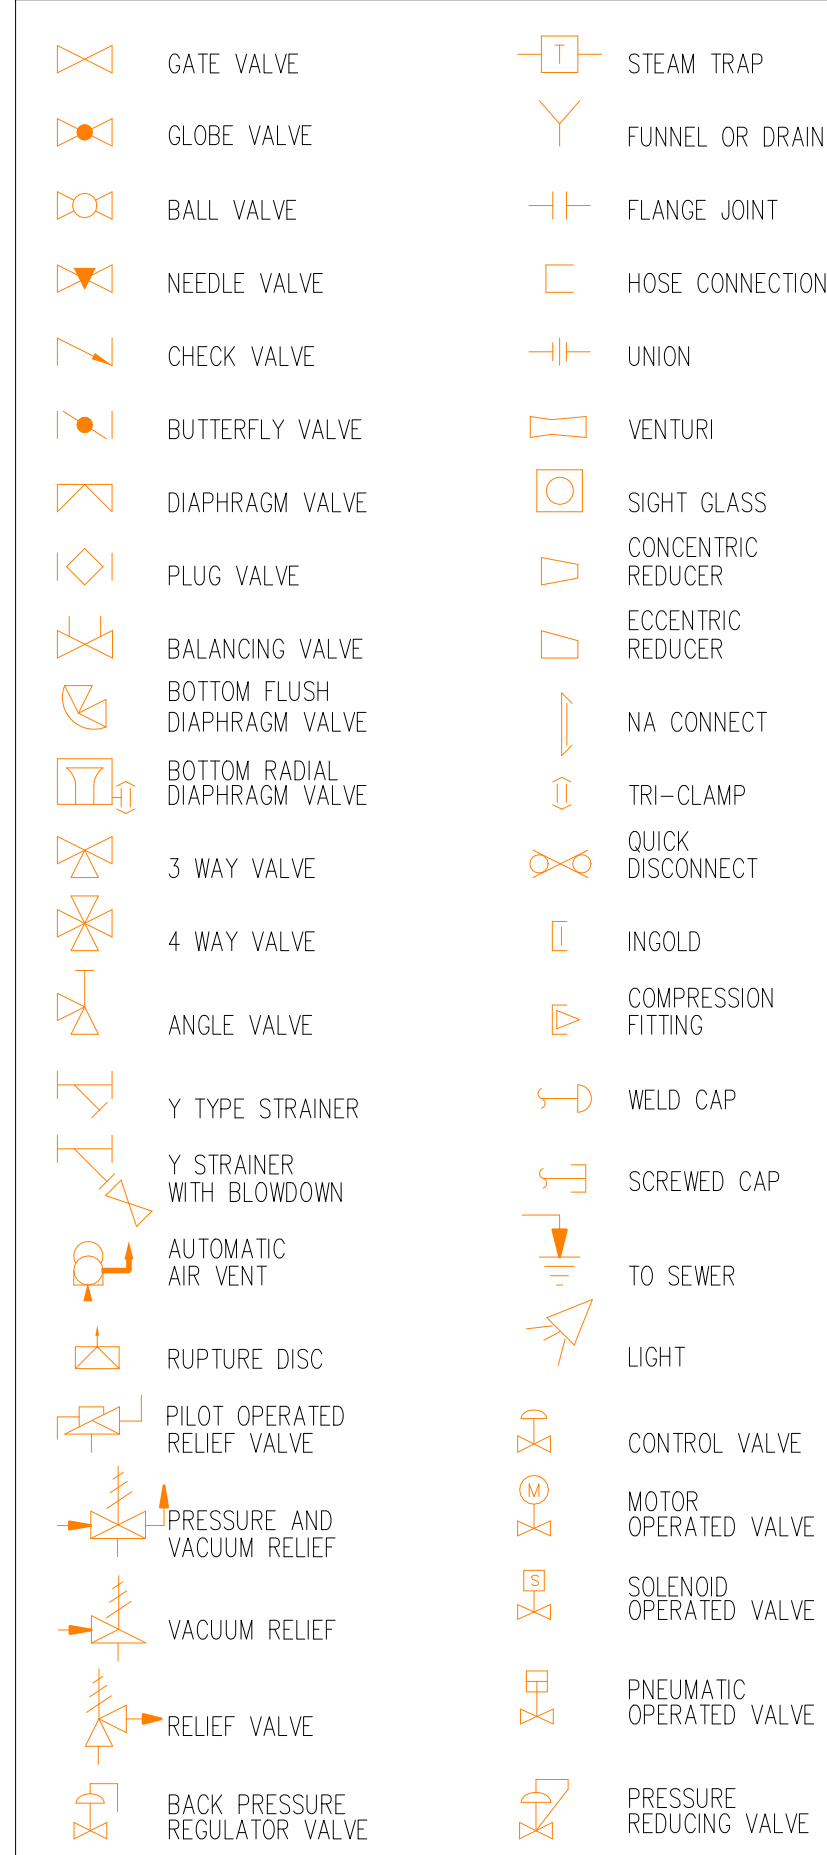 GATE VALVE
GLOBE VALVE
BALL VALVE
NEEDLE VALVE
CHECK VALVE
BUTTERFLY VALVE
DIAPHRAGM VALVE
PLUG VALVE
BALANCING VALVE
BOTTOM FLUSH
DIAPHRAGM VALVE
BOTTOM RADIAL
DIAPHRAGM VALVE
3 WAY VALVE
4 WAY VALVE
ANGLE VALVE
Y TYPE STRAINER
Y STRAINER
WITH BLOWDOWN
AUTOMATIC
AIR VENT
RUPTURE DISC
PILOT OPERATED
RELIEF VALVE
PRESSURE AND
VACUUM RELIEF
VACUUM RELIEF
RELIEF VALVE
BACK PRESSURE
REGULATOR VALVE
T STEAM TRAP
FUNNEL OR DRAIN
FLANGE JOINT
HOSE CONNECTION
UNION
VENTURI
SIGHT GLASS
CONCENTRIC
REDUCER
ECCENTRIC
REDUCER
NA CONNECT
TRI-CLAMP
QUICK
DISCONNECT
INGOLD
COMPRESSION
FITTING
WELD CAP
SCREWED CAP
TO SEWER
LIGHT
CONTROL VALVE
M MOTOR
OPERATED VALVE
S SOLENOID
OPERATED VALVE
PNEUMATIC
OPERATED VALVE
PRESSURE
REDUCING VALVE